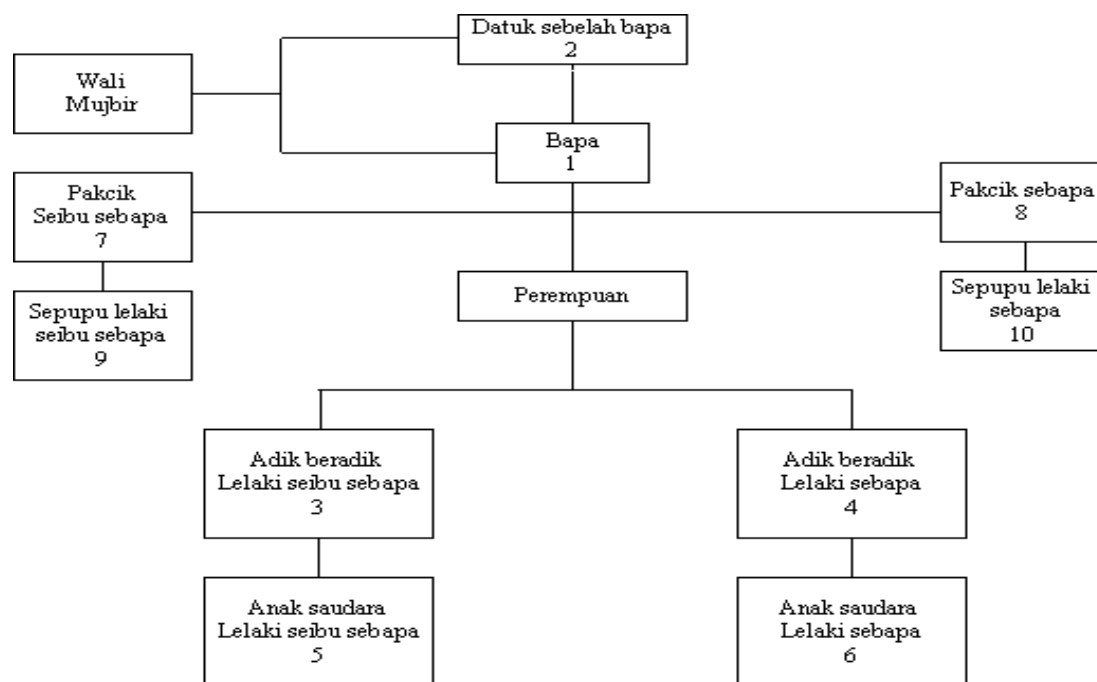 Datuk sebelah bapa
2
Wali
Mujbir
Bapa
1
Pakcik
Seibu sebapa
7
Pakcik sebapa
8
Sepupu lelaki
seibu sebapa
9
Perempuan
Sepupu lelaki
sebapa
10
Adik beradik
Lelaki seibu sebapa
3
Adik beradik
Lelaki sebapa
4
Anak saudara
Lelaki seibu sebapa
5
Anak saudara
Lelaki sebapa
6